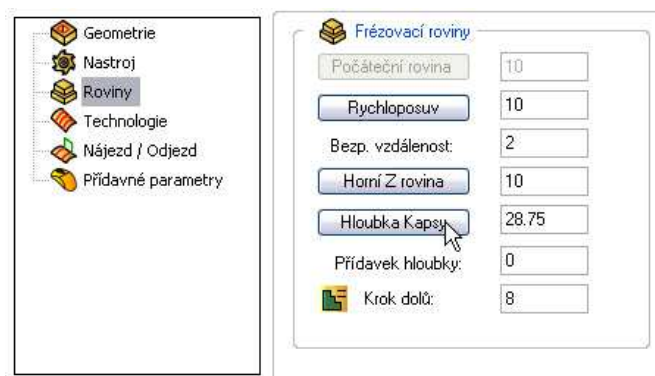 Geometrie
Nastroj
Roviny
Technologie
Nájezd / Odjezd
Přídavné parametry
Frézovací roviny
Počáteční rovina 10
Rychloposuv 10
Bezp. vzdálenost: 2
Horní Z rovina 10
Hloubka Kapsy 28.75
Přídavek hloubky: 0
Krok dolů: 8